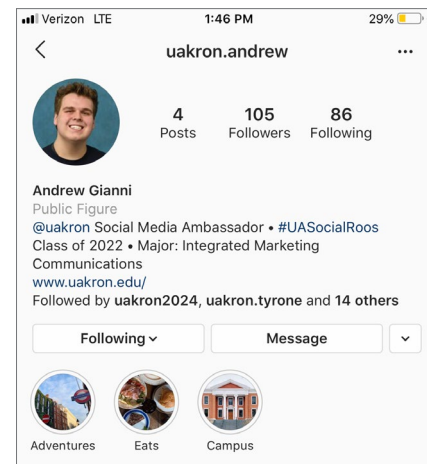 Verizon LTE 1:46 PM 29%
uakron.andrew
4 105 86
Posts Followers Following
Andrew Gianni
Public Figure
@uakron Social Media Ambassador • #UASocialRoos
Class of 2022 • Major: Integrated Marketing
Communications
www.uakron.edu/
Followed by uakron2024, uakron.tyrone and 14 others
Following Message
Adventures Eats Campus